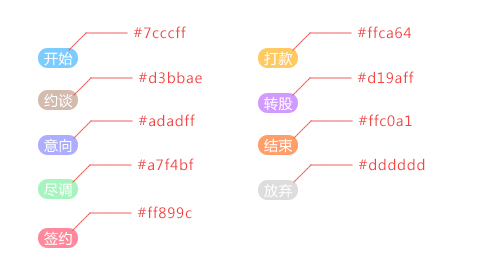 #7cccff
开始
#d3bbae
约谈
#adadff
意向
#a7f4bf
尽调
#ff899c
签约
#ffca64
打款
#d19aff
转股
#ffc0a1
结束
#dddddd
放弃